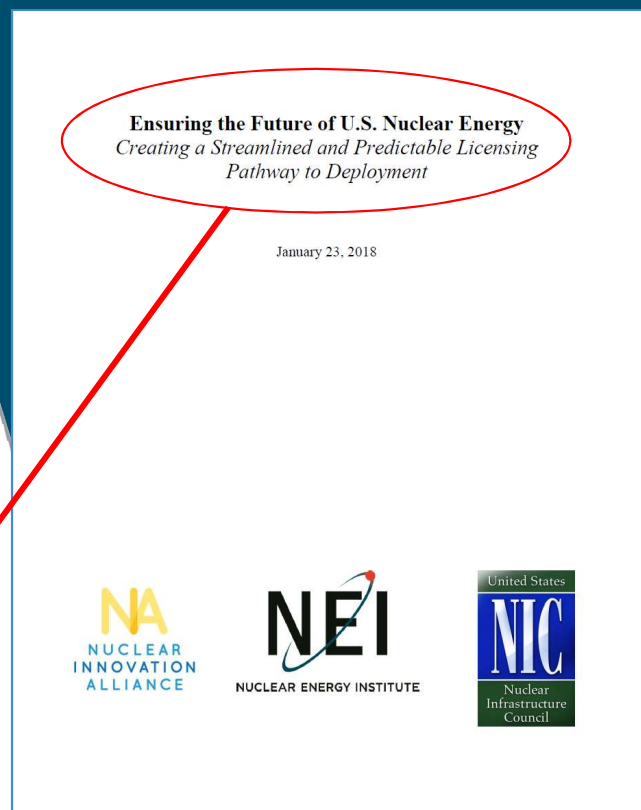 Ensuring the Future of U.S. Nuclear Energy
Creating a Streamlined and Predictable Licensing
Pathway to Deployment
January 23, 2018
NIA
NUCLEAR
INNOVATION
ALLIANCE
NEI
NUCLEAR ENERGY INSTITUTE
United States
NIC
Nuclear
Infrastructure
Council